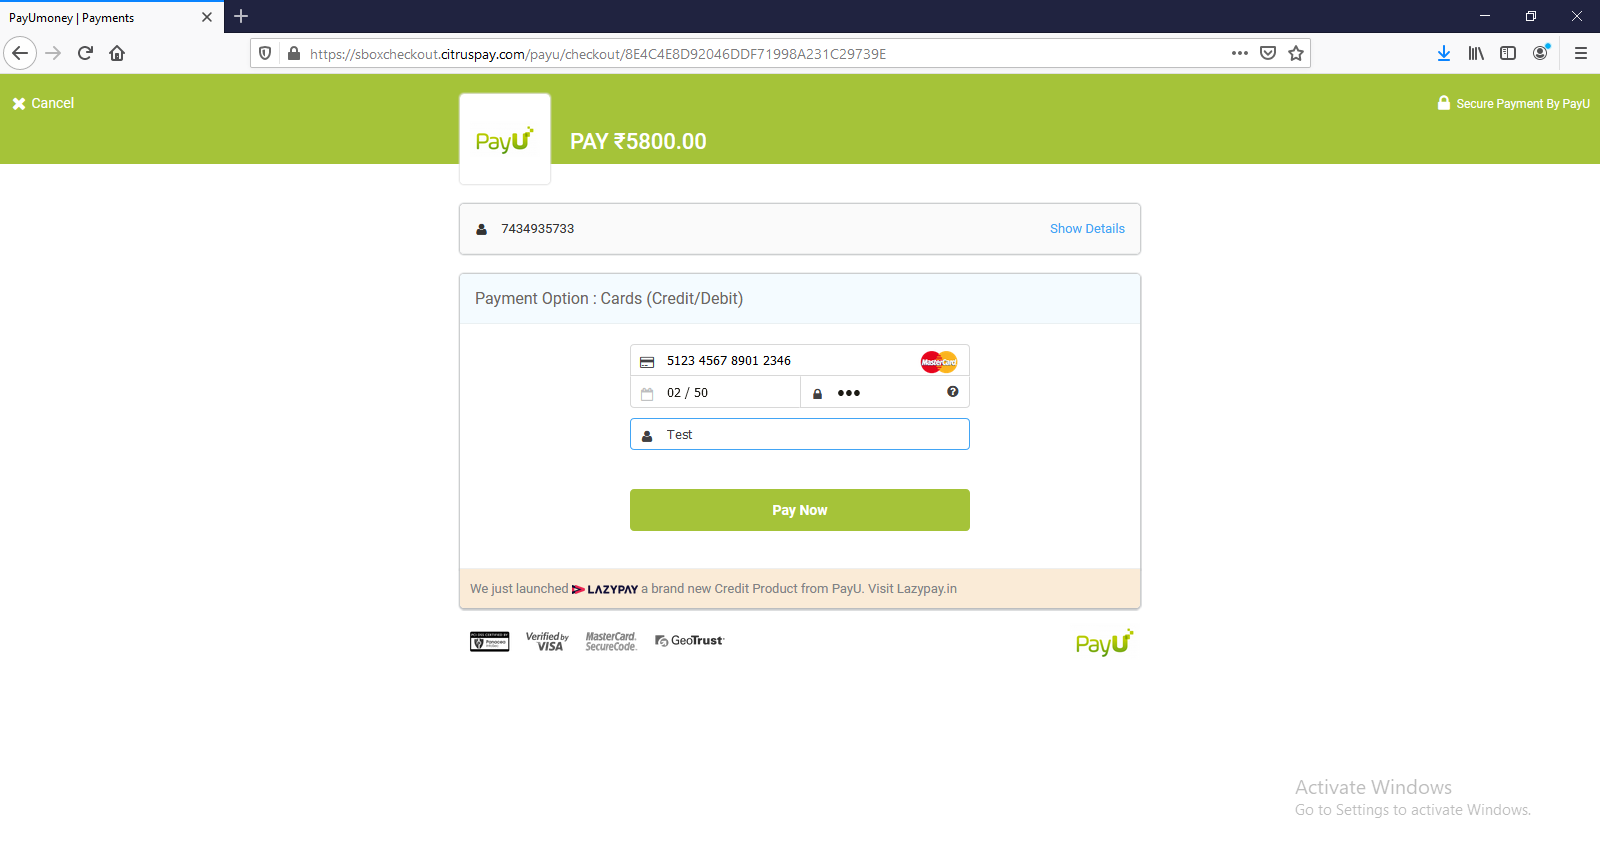 PayUmoney | Payments
https://sboxcheckout.citruspay.com/payu/checkout/8E4C4E8D92046DDF71998A231C29739E
Cancel
Secure Payment By PayU
PayU
PAY ₹5800.00
7434935733
Show Details
Payment Option : Cards (Credit/Debit)
5123 4567 8901 2346
MasterCard
02 / 50
Test
Pay Now
We just launched LAZYPAY a brand new Credit Product from PayU. Visit Lazypay.in
Verified by
VISA
MasterCard.
SecureCode.
GeoTrust
PayU
Activate Windows
Go to Settings to activate Windows.